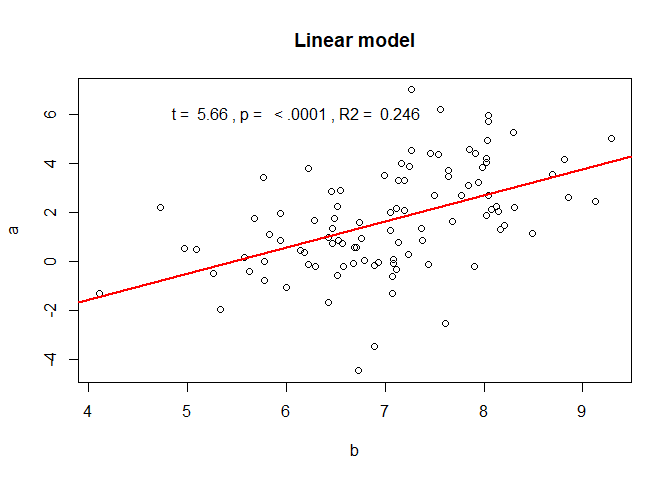 Linear model
t = 5.66 , p = < .0001 , R2 = 0.246
a
6
4
2
0
-2
-4
4 5 6 7 8 9
b